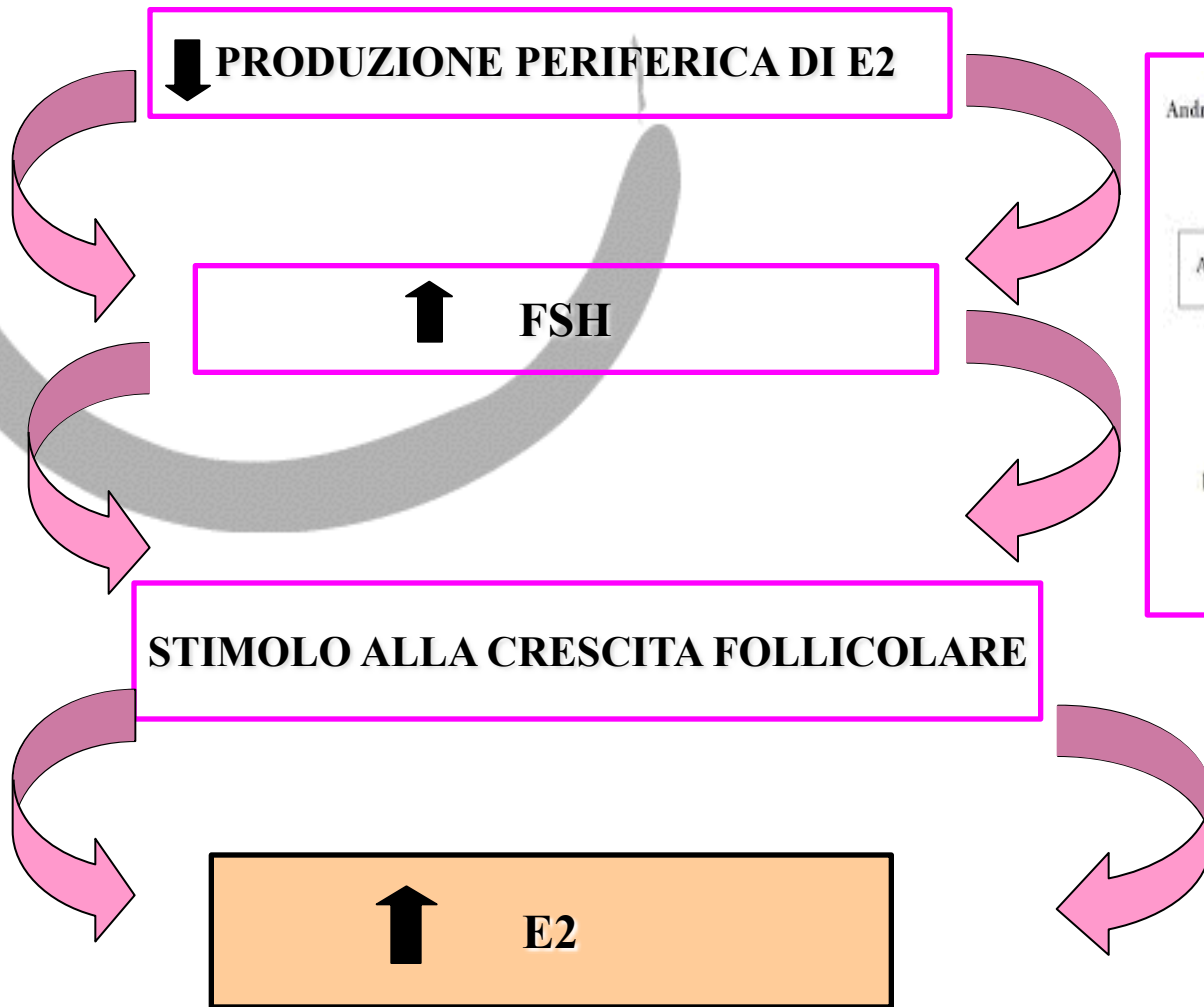 PRODUZIONE PERIFERICA DI E2
FSH
STIMOLO ALLA CRESCITA FOLLICOLARE
E2